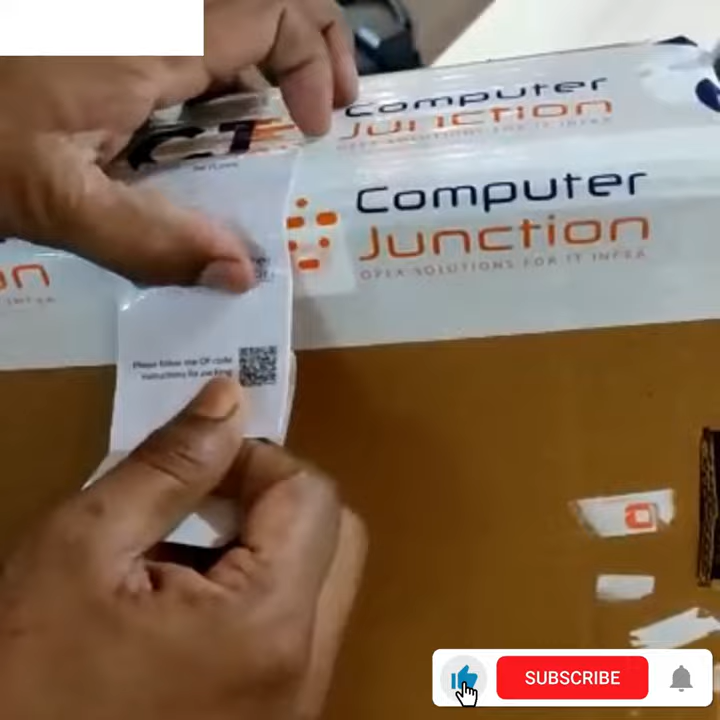 Computer
Junction
Computer
Junction
OPEX SOLUTIONS FOR IT INFRA
Please follow the QR code
instructions for packing
SUBSCRIBE